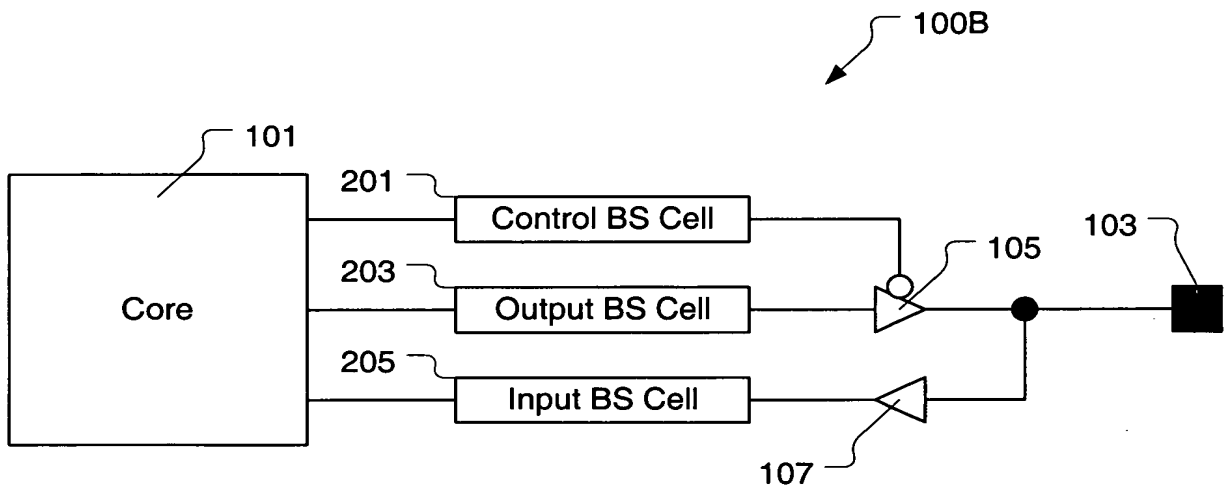 100B
101
201
Control BS Cell
103
105
203
Core
Output BS Cell
205
Input BS Cell
107